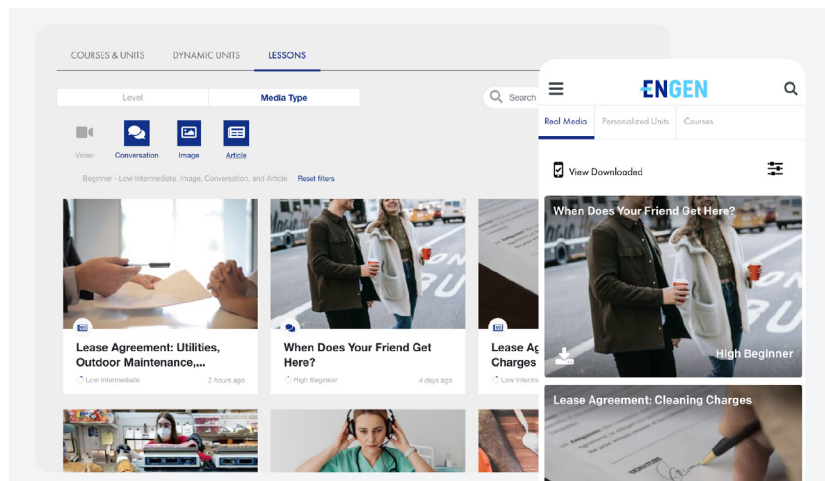 COURSES & UNITS DYNAMIC UNITS LESSONS
Level Media Type
Search
Video Conversation Image Article
Beginner - Low Intermediate, Image, Conversation, and Article Reset filters
Lease Agreement: Utilities,
Outdoor Maintenance,...
Low Intermediate 2 hours ago
When Does Your Friend Get
Here?
High Beginner 4 days ago
Lease Ag
Charges
Low Interme
ENGEN
Real Media Personalized Units Courses
View Downloaded
When Does Your Friend Get Here?
High Beginner
Lease Agreement: Cleaning Charges
SIGNATURE